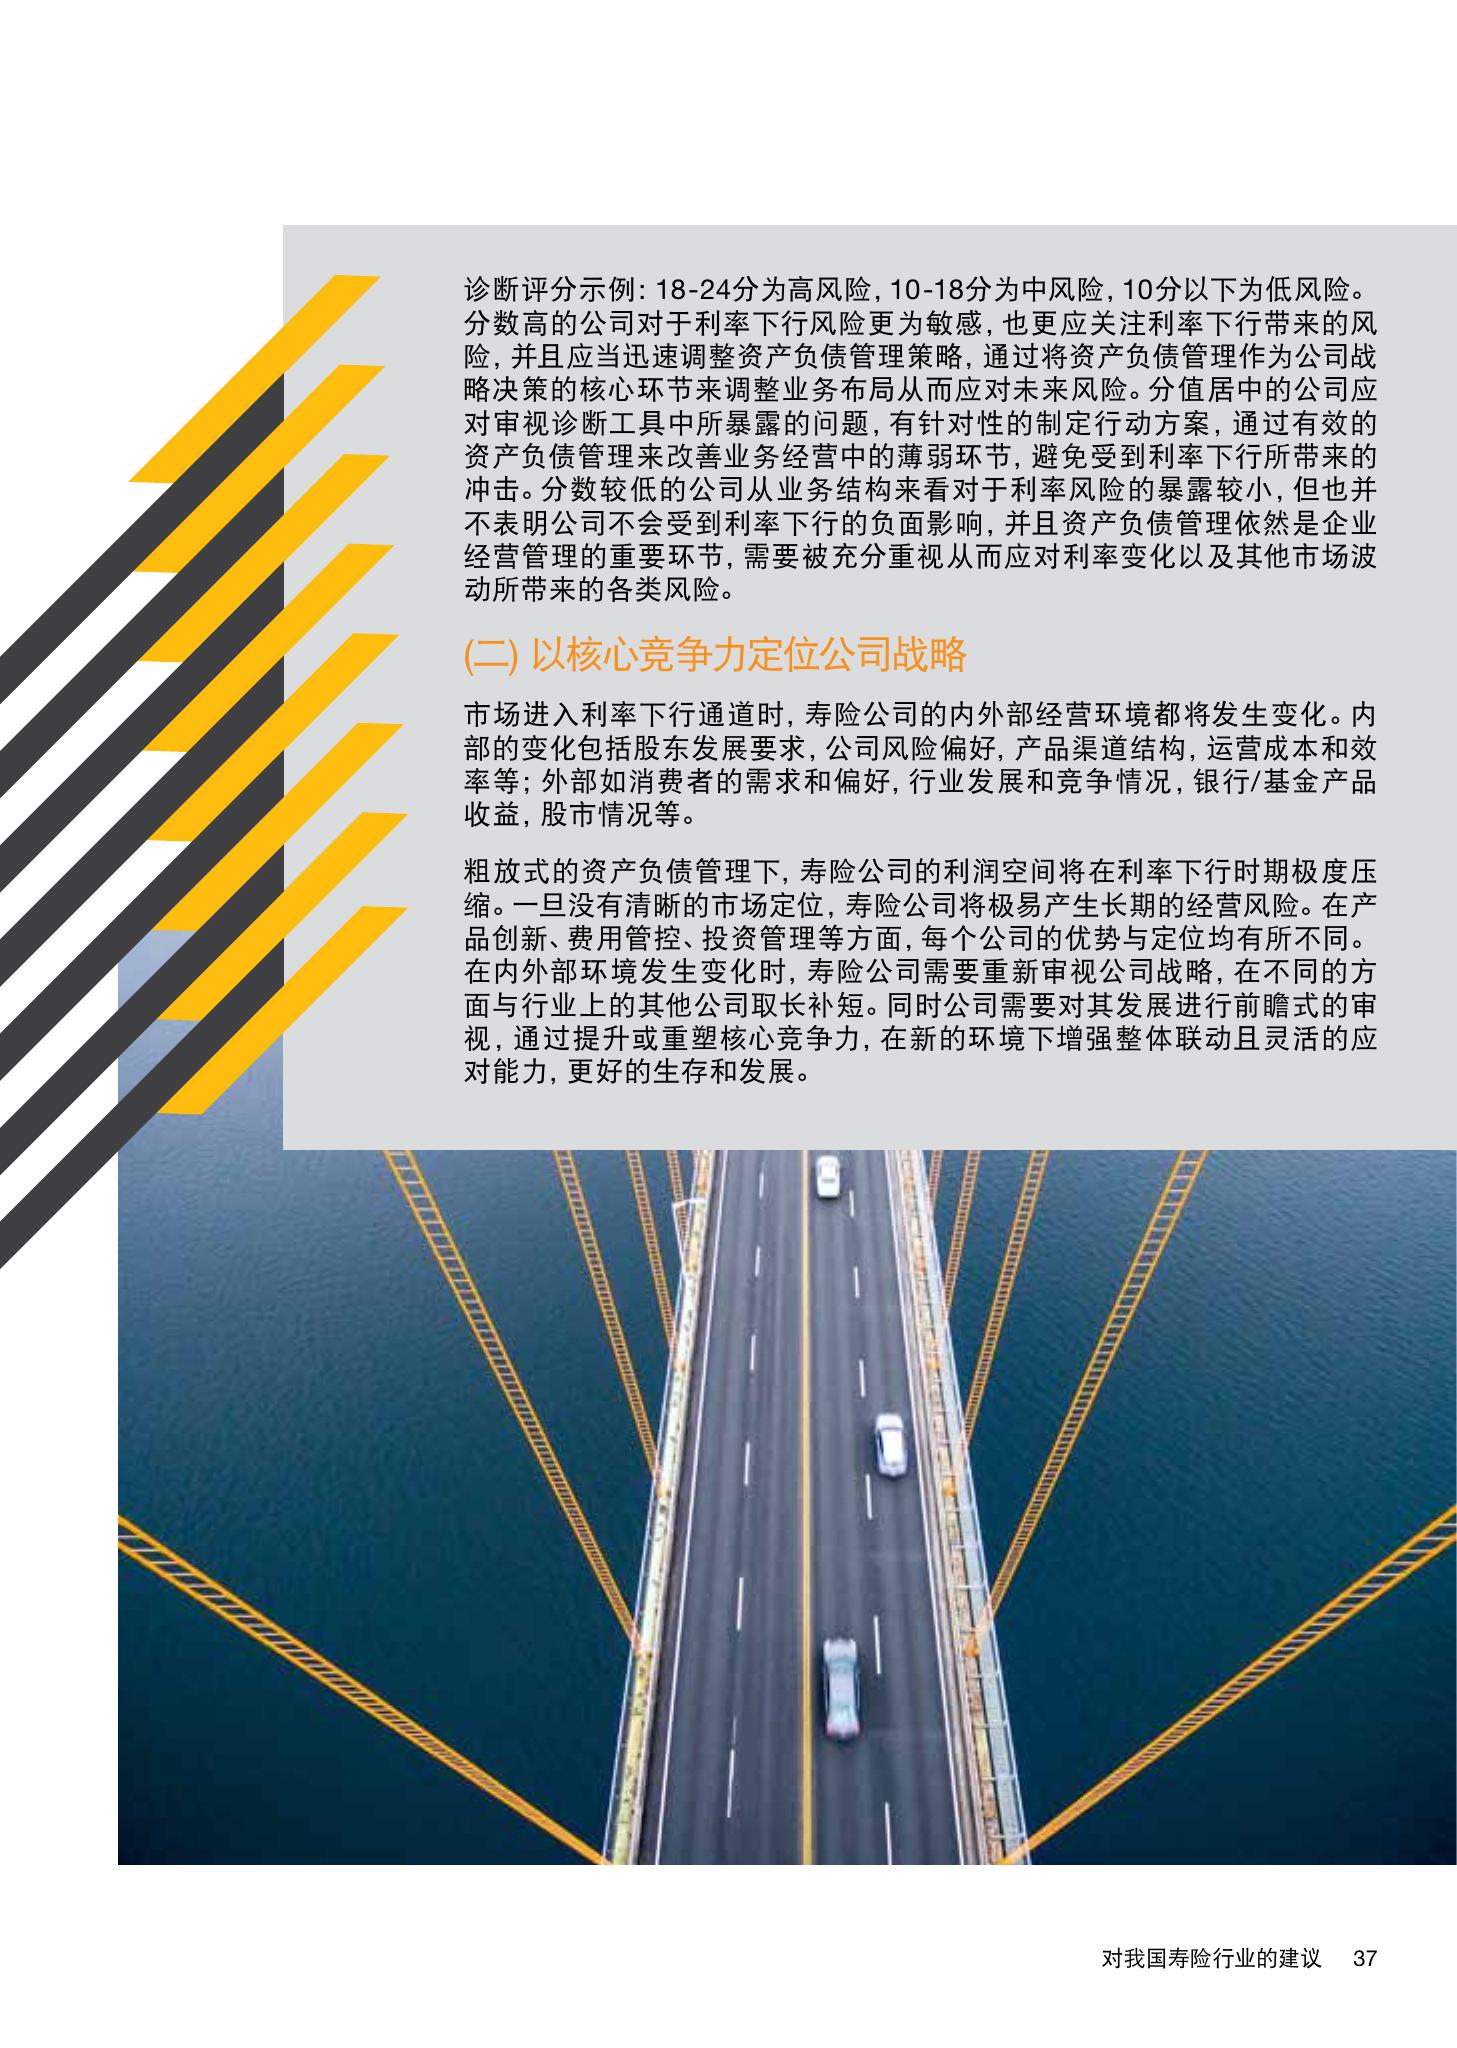 诊断评分示例: 18-24分为高风险, 10-18分为中风险, 10分以下为低风险。
分数高的公司对于利率下行风险更为敏感, 也更应关注利率下行带来的风
险, 并且应当迅速调整资产负债管理策略, 通过将资产负债管理作为公司战
略决策的核心环节来调整业务布局从而应对未来风险。分值居中的公司应
对审视诊断工具中所暴露的问题, 有针对性的制定行动方案, 通过有效的
资产负债管理来改善业务经营中的薄弱环节, 避免受到利率下行所带来的
冲击。分数较低的公司从业务结构来看对于利率风险的暴露较小, 但也并
不表明公司不会受到利率下行的负面影响, 并且资产负债管理依然是企业
经营管理的重要环节, 需要被充分重视从而应对利率变化以及其他市场波
动所带来的各类风险。
(二) 以核心竞争力定位公司战略
市场进入利率下行通道时, 寿险公司的内外部经营环境都将发生变化。内
部的变化包括股东发展要求, 公司风险偏好, 产品渠道结构, 运营成本和效
率等; 外部如消费者的需求和偏好, 行业发展和竞争情况, 银行/基金产品
收益, 股市情况等。
粗放式的资产负债管理下, 寿险公司的利润空间将在利率下行时期极度压
缩。一旦没有清晰的市场定位, 寿险公司将极易产生长期的经营风险。在产
品创新、费用管控、投资管理等方面, 每个公司的优势与定位均有所不同。
在内外部环境发生变化时, 寿险公司需要重新审视公司战略, 在不同的方
面与行业上的其他公司取长补短。同时公司需要对其发展进行前瞻式的审
视, 通过提升或重塑核心竞争力, 在新的环境下增强整体联动且灵活的应
对能力, 更好的生存和发展。
对我国寿险行业的建议 37